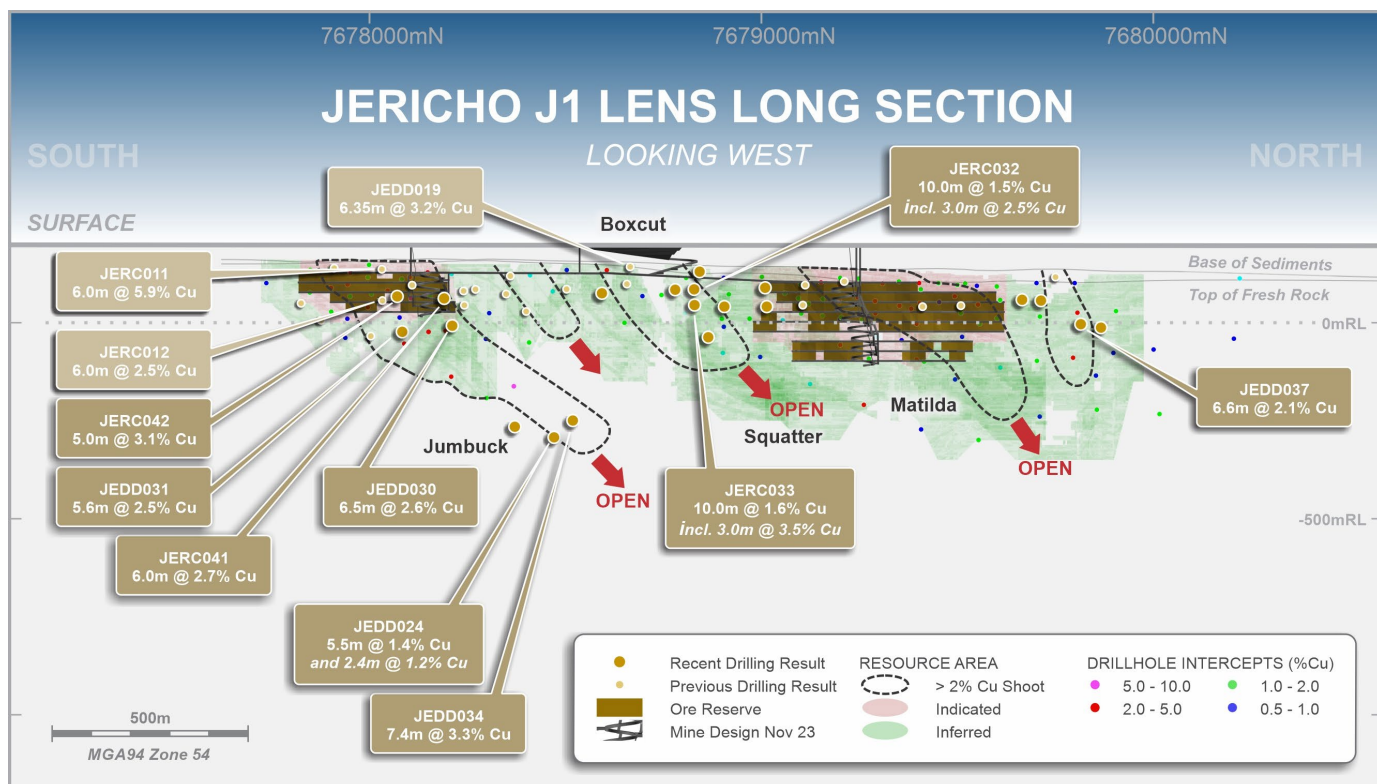 7678000mN
7679000mN
7680000mN
JERICHO J1 LENS LONG SECTION
LOOKING WEST
SOUTH
NORTH
SURFACE
JEDD019
6.35m @ 3.2% Cu
Boxcut
JERC032
10.0m @ 1.5% Cu
incl. 3.0m @ 2.5% Cu
Base of Sediments
Top of Fresh Rock
0mRL
JERC011
6.0m @ 5.9% Cu
JERC012
6.0m @ 2.5% Cu
JERC042
5.0m @ 3.1% Cu
JEDD031
5.6m @ 2.5% Cu
JERC041
6.0m @ 2.7% Cu
JEDD030
6.5m @ 2.6% Cu
Jumbuck
OPEN
OPEN
Squatter
Matilda
OPEN
JEDD037
6.6m @ 2.1% Cu
JERC033
10.0m @ 1.6% Cu
incl. 3.0m @ 3.5% Cu
-500mRL
JEDD024
5.5m @ 1.4% Cu
and 2.4m @ 1.2% Cu
JEDD034
7.4m @ 3.3% Cu
500m
MGA94 Zone 54
Recent Drilling Result
Previous Drilling Result
Ore Reserve
Mine Design Nov 23
RESOURCE AREA
> 2% Cu Shoot
Indicated
Inferred
DRILLHOLE INTERCEPTS (%Cu)
5.0 - 10.0
1.0 - 2.0
2.0 - 5.0
0.5 - 1.0